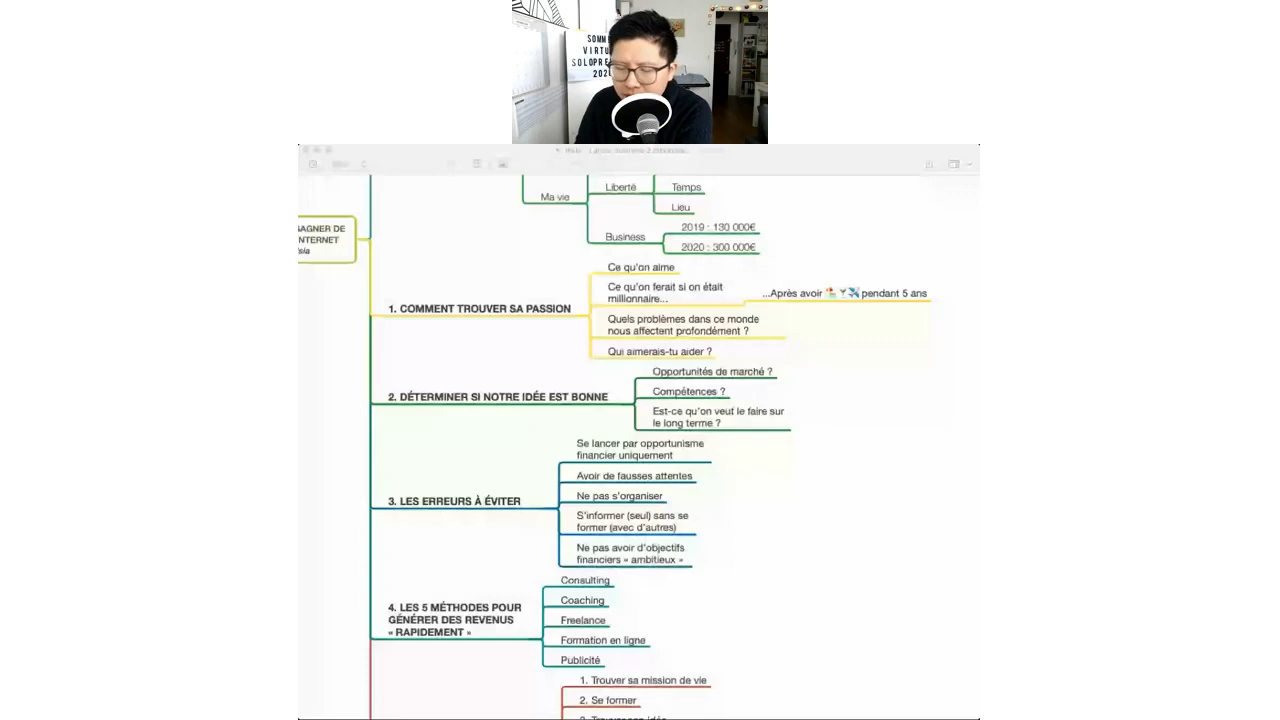 SOMM
VIRTU
SOLOPRE
202
Ma vie
Liberté
Temps
Lieu
Business
2019 : 130 000€
2020 : 300 000€
GAGNER DE
INTERNET
Ce qu'on aime
Ce qu'on ferait si on était
millionnaire...
...Après avoir 🏖️🍸✈️ pendant 5 ans
1. COMMENT TROUVER SA PASSION
Quels problèmes dans ce monde
nous affectent profondément ?
Qui aimerais-tu aider ?
2. DÉTERMINER SI NOTRE IDÉE EST BONNE
Opportunités de marché ?
Compétences ?
Est-ce qu'on veut le faire sur
le long terme ?
3. LES ERREURS À ÉVITER
Se lancer par opportunisme
financier uniquement
Avoir de fausses attentes
Ne pas s'organiser
S'informer (seul) sans se
former (avec d'autres)
Ne pas avoir d'objectifs
financiers « ambitieux »
4. LES 5 MÉTHODES POUR
GÉNÉRER DES REVENUS
« RAPIDEMENT »
Consulting
Coaching
Freelance
Formation en ligne
Publicité
1. Trouver sa mission de vie
2. Se former